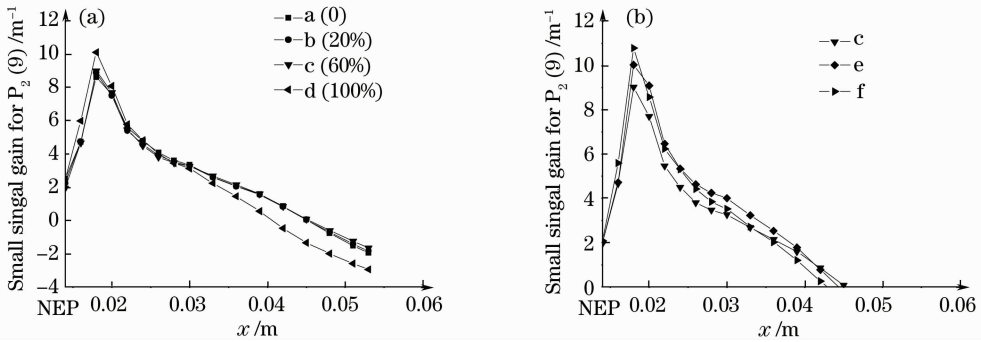 (a)
a (0)
b (20%)
c (60%)
d (100%)
Small singal gain for P₂ (9) /m⁻¹
12
10
8
6
4
2
0
−2
−4
NEP 0.02 0.03 0.04 0.05 0.06
x /m
(b)
c
e
f
Small singal gain for P₂ (9) /m⁻¹
12
10
8
6
4
2
0
NEP 0.02 0.03 0.04 0.05 0.06
x /m